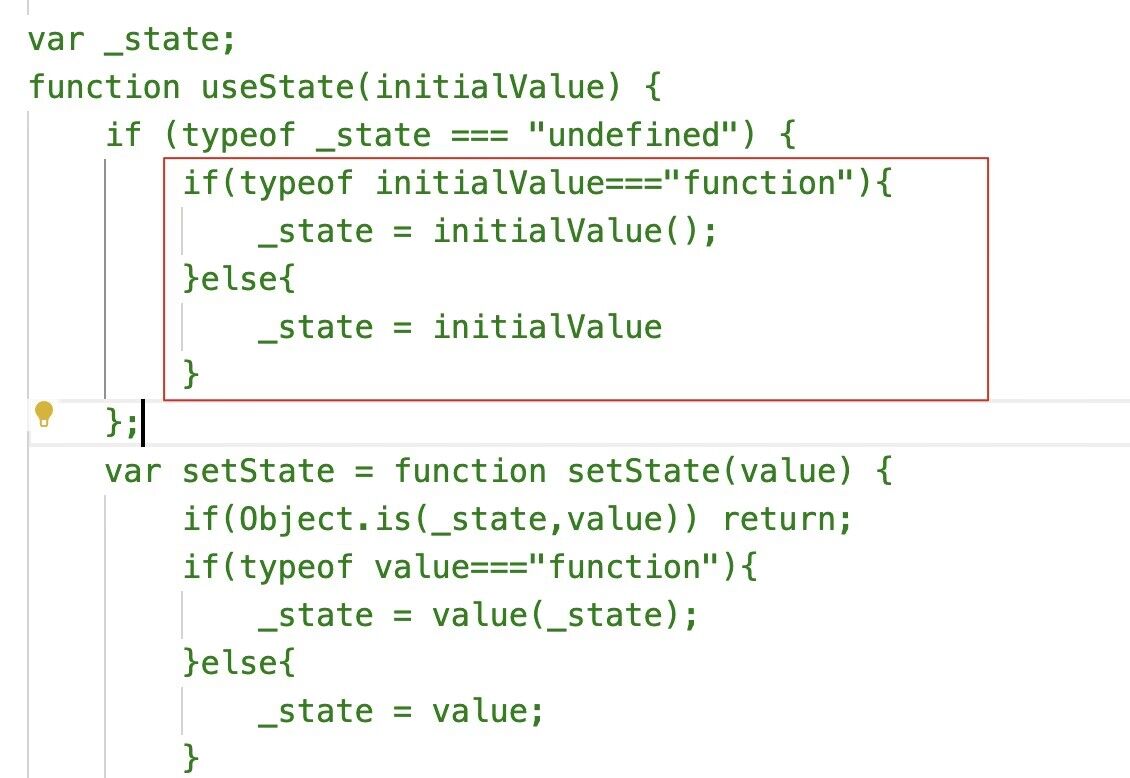 var _state;
function useState(initialValue) {
    if (typeof _state === "undefined") {
        if(typeof initialValue==="function"){
            _state = initialValue();
        }else{
            _state = initialValue
        }
    };
    var setState = function setState(value) {
        if(Object.is(_state,value)) return;
        if(typeof value==="function"){
            _state = value(_state);
        }else{
            _state = value;
        }